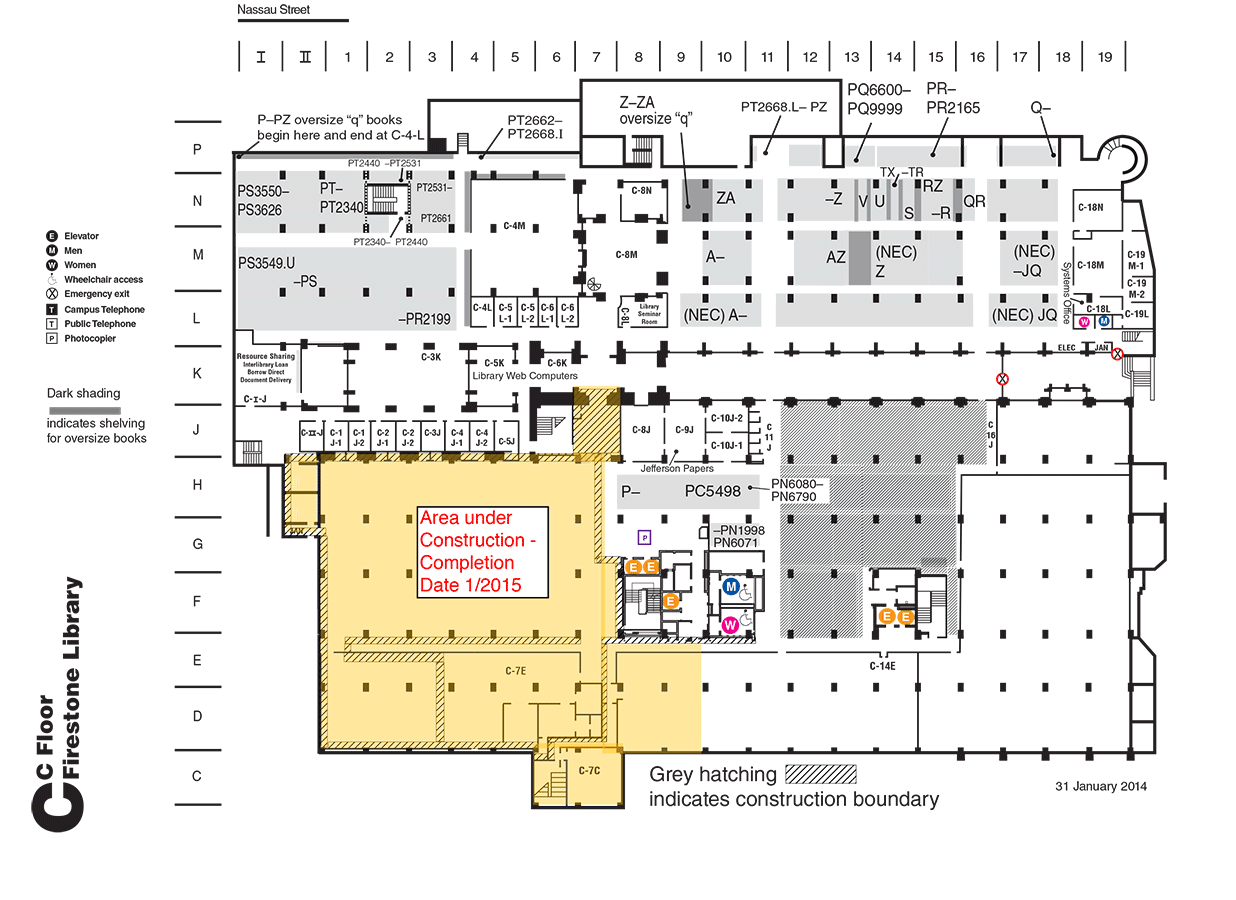 Nassau Street
I II 1 2 3 4 5 6 7 8 9 10 11 12 13 14 15 16 17 18 19
P–PZ oversize “q” books
begin here and end at C-4-L
PT2662–
PT2668.I
Z–ZA
oversize “q”
PT2668.L– PZ
PQ6600–
PQ9999
PR–
PR2165
Q–
P
PT2440 –PT2531
TX –TR
N
PS3550–
PS3626
PT–
PT2340
PT2531–
PT2661
C-4M
C-8N
ZA
–Z
V
U
S
RZ
–R
QR
C-18N
PT2340– PT2440
M
PS3549.U
–PS
C-8M
A–
AZ
(NEC)
Z
(NEC)
–JQ
Systems Office
C-18M
C-19
M-1
C-19
M-2
L
–PR2199
C-4L
C-5
L-1
C-5
L-2
C-6
L-1
C-6
L-2
C-8L
Library
Seminar
Room
(NEC) A–
(NEC) JQ
C-18L
C-19L
W
M
E Elevator
M Men
W Women
Wheelchair access
X Emergency exit
T Campus Telephone
T Public Telephone
P Photocopier
K
Resource Sharing
Interlibrary Loan
Borrow Direct
Document Delivery
C-I-J
C-3K
C-5K
C-6K
Library Web Computers
ELEC
JAN
X
X
Dark shading
indicates shelving
for oversize books
J
C-II-J
C-1
J-1
C-1
J-2
C-2
J-1
C-2
J-2
C-3J
C-4
J-1
C-4
J-2
C-5J
C-8J
C-9J
C-10J-2
C-10J-1
C
11
J
C
16
J
Jefferson Papers
H
P–
PC5498
PN6080–
PN6790
G
Area under
Construction -
Completion
Date 1/2015
P
–PN1998
PN6071
E E
F
E
M
W
E E
E
C-7E
C-14E
D
C
C-7C
C
C Floor
Firestone Library
Grey hatching
indicates construction boundary
31 January 2014